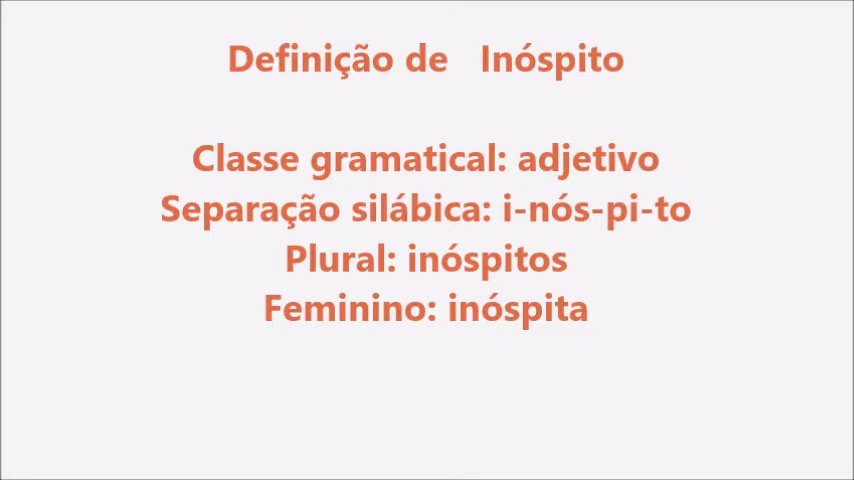 Definição de Inóspito
Classe gramatical: adjetivo
Separação silábica: i-nós-pi-to
Plural: inóspitos
Feminino: inóspita